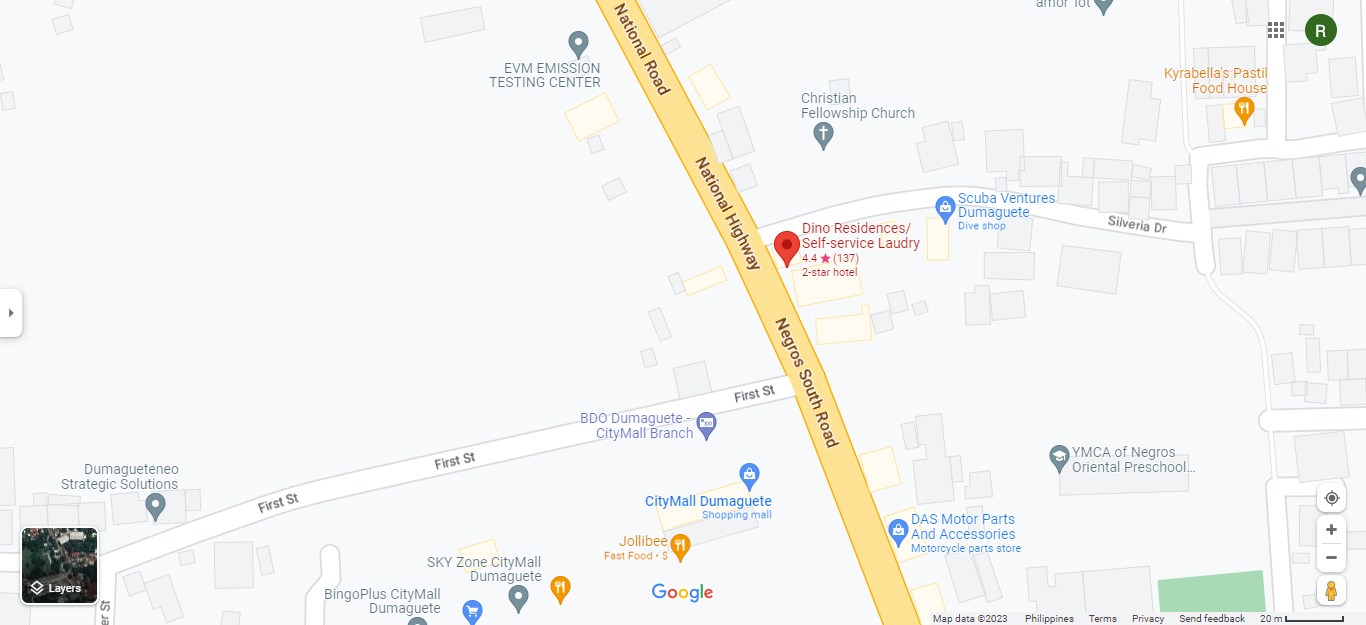 National Road
amor Tot
R
EVM EMISSION
TESTING CENTER
Kyrabella's Pastil
Food House
Christian
Fellowship Church
National Highway
Scuba Ventures
Dumaguete
Dive shop
Silveria Dr
Dino Residences/
Self-service Laudry
4.4 ★ (137)
2-star hotel
Negros South Road
First St
BDO Dumaguete -
CityMall Branch
First St
YMCA of Negros
Oriental Preschool...
Dumagueteneo
Strategic Solutions
First St
CityMall Dumaguete
Shopping mall
DAS Motor Parts
And Accessories
Motorcycle parts store
Jollibee
Fast Food • $
SKY Zone CityMall
Dumaguete
Layers
BingoPlus CityMall
Dumaguete
er St
Google
Map data ©2023 Philippines Terms Privacy Send feedback 20 m